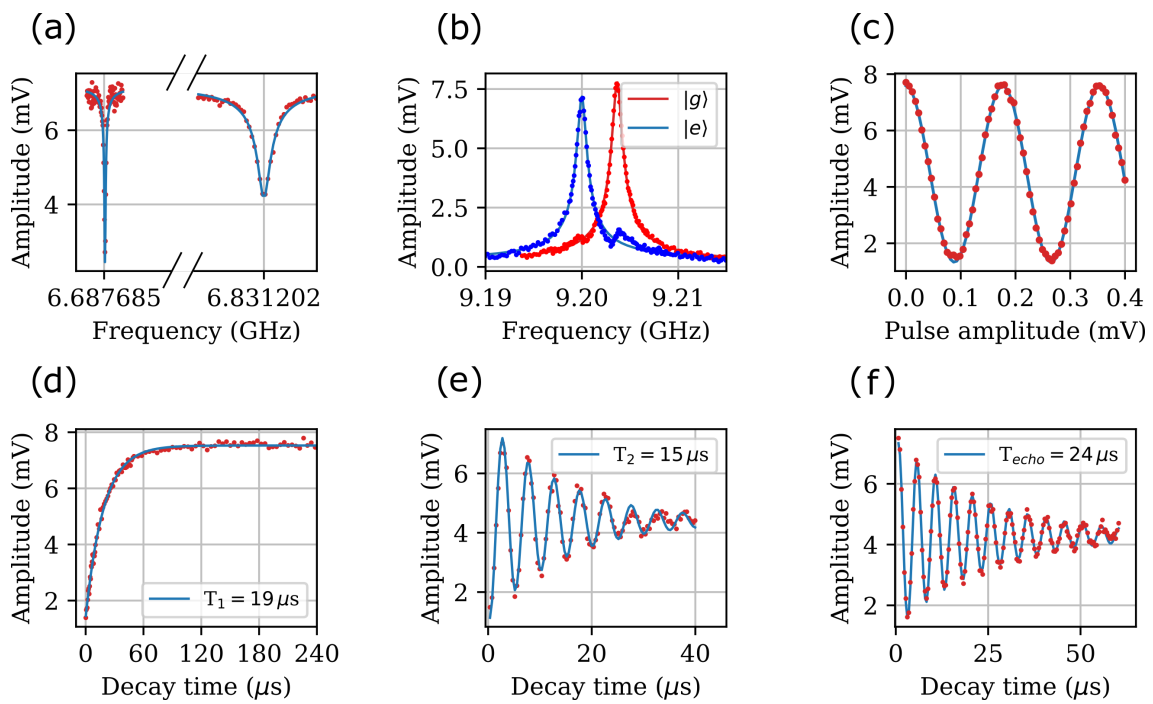 (a)
Amplitude (mV)
6
4
6.687685
6.831202
Frequency (GHz)
(b)
Amplitude (mV)
7.5
5.0
2.5
0.0
|g⟩
|e⟩
9.19
9.20
9.21
Frequency (GHz)
(c)
Amplitude (mV)
8
6
4
2
0.0
0.1
0.2
0.3
0.4
Pulse amplitude (mV)
(d)
Amplitude (mV)
8
6
4
2
T1 = 19 μs
0
60
120
180
240
Decay time (μs)
(e)
Amplitude (mV)
6
4
2
T2 = 15 μs
0
20
40
Decay time (μs)
(f)
Amplitude (mV)
6
4
2
Techo = 24 μs
0
25
50
Decay time (μs)